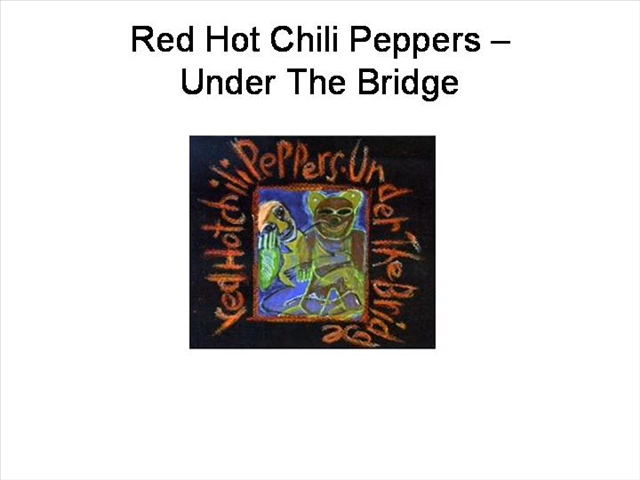 Red Hot Chili Peppers –
Under The Bridge
red Hot chili Peppers. Under The Bridge